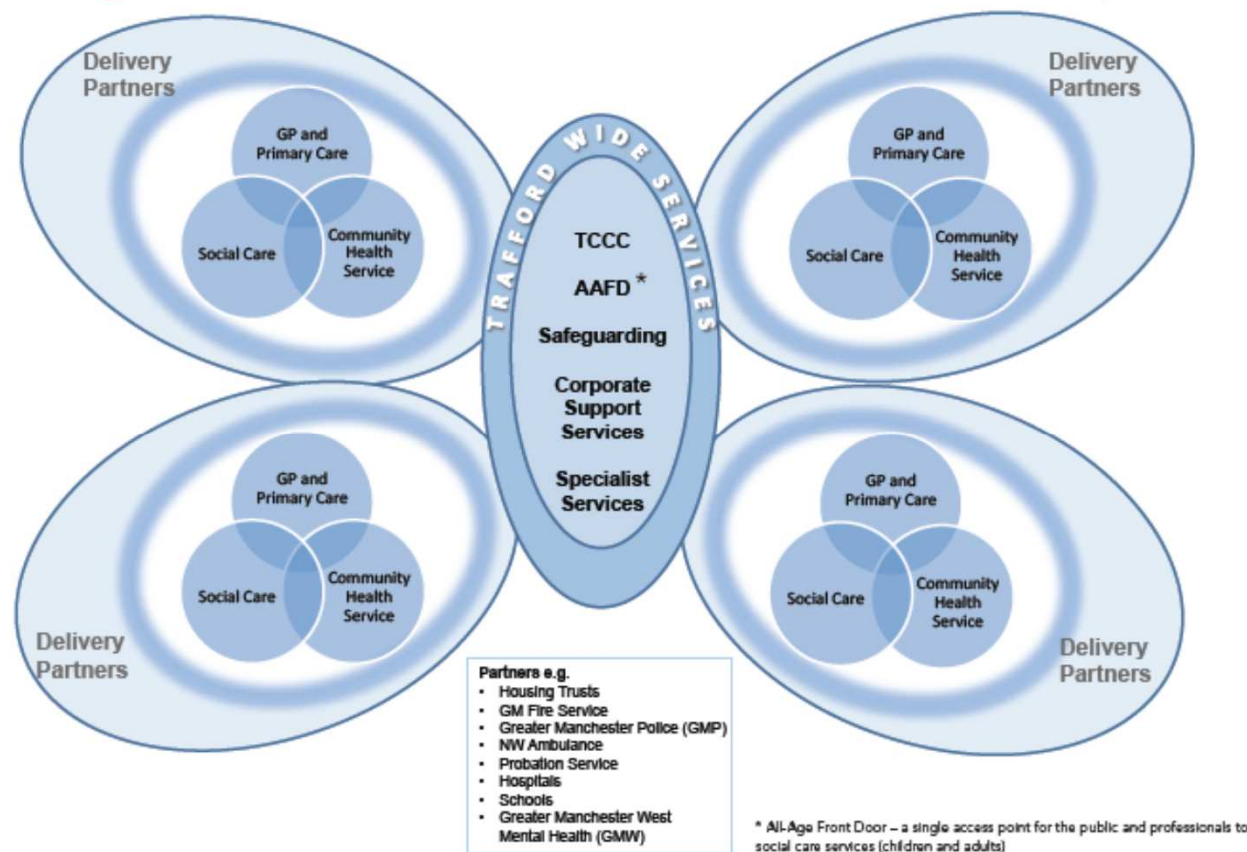 Delivery
Partners
GP and
Primary Care
Social Care
Community
Health
Service
Delivery
Partners
GP and
Primary Care
Social Care
Community
Health
Service
TRAFFORD WIDE SERVICES
TCCC
AAFD *
Safeguarding
Corporate
Support
Services
Specialist
Services
GP and
Primary Care
Social Care
Community
Health
Service
Delivery
Partners
GP and
Primary Care
Social Care
Community
Health
Service
Delivery
Partners
Partners e.g.
• Housing Trusts
• GM Fire Service
• Greater Manchester Police (GMP)
• NW Ambulance
• Probation Service
• Hospitals
• Schools
• Greater Manchester West
Mental Health (GMW)
* All-Age Front Door – a single access point for the public and professionals to
social care services (children and adults)